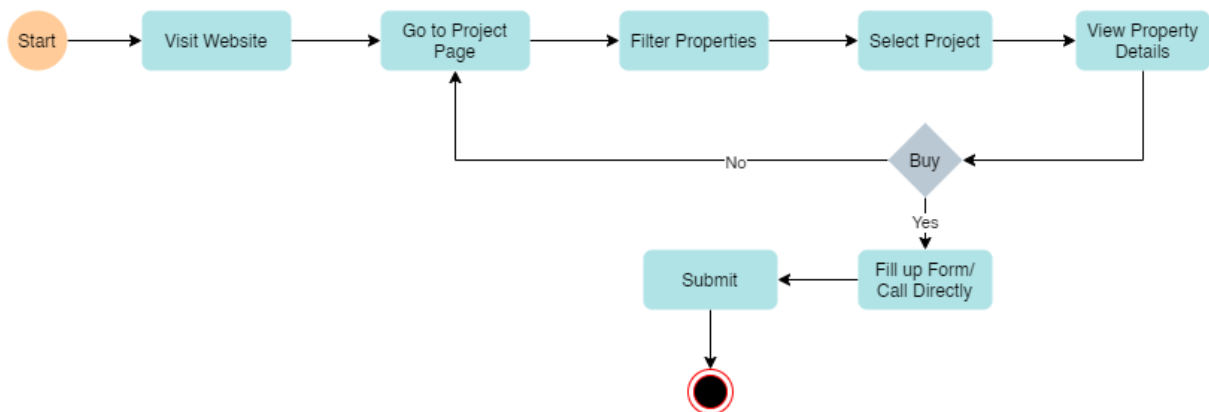 Start
Visit Website
Go to Project
Page
Filter Properties
Select Project
View Property
Details
Buy
No
Yes
Submit
Fill up Form/
Call Directly